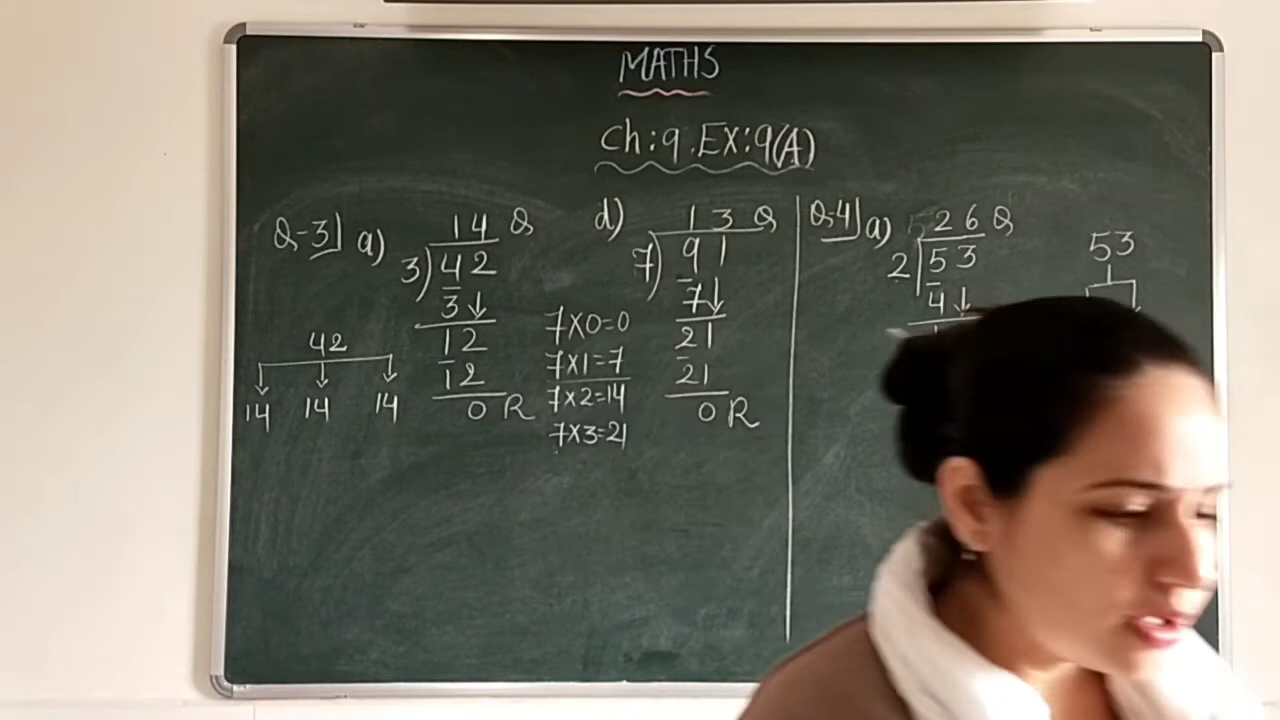 MATHS
Ch:9. Ex:9(A)
Q-3 a)
14 Q
3)42
3↓
12
12
0 R
42
14 14 14
d)
13 Q
7)91
7↓
21
21
0 R
7X0=0
7X1=7
7X2=14
7X3=21
Q.4 a)
26 Q
2 53
4↓
53